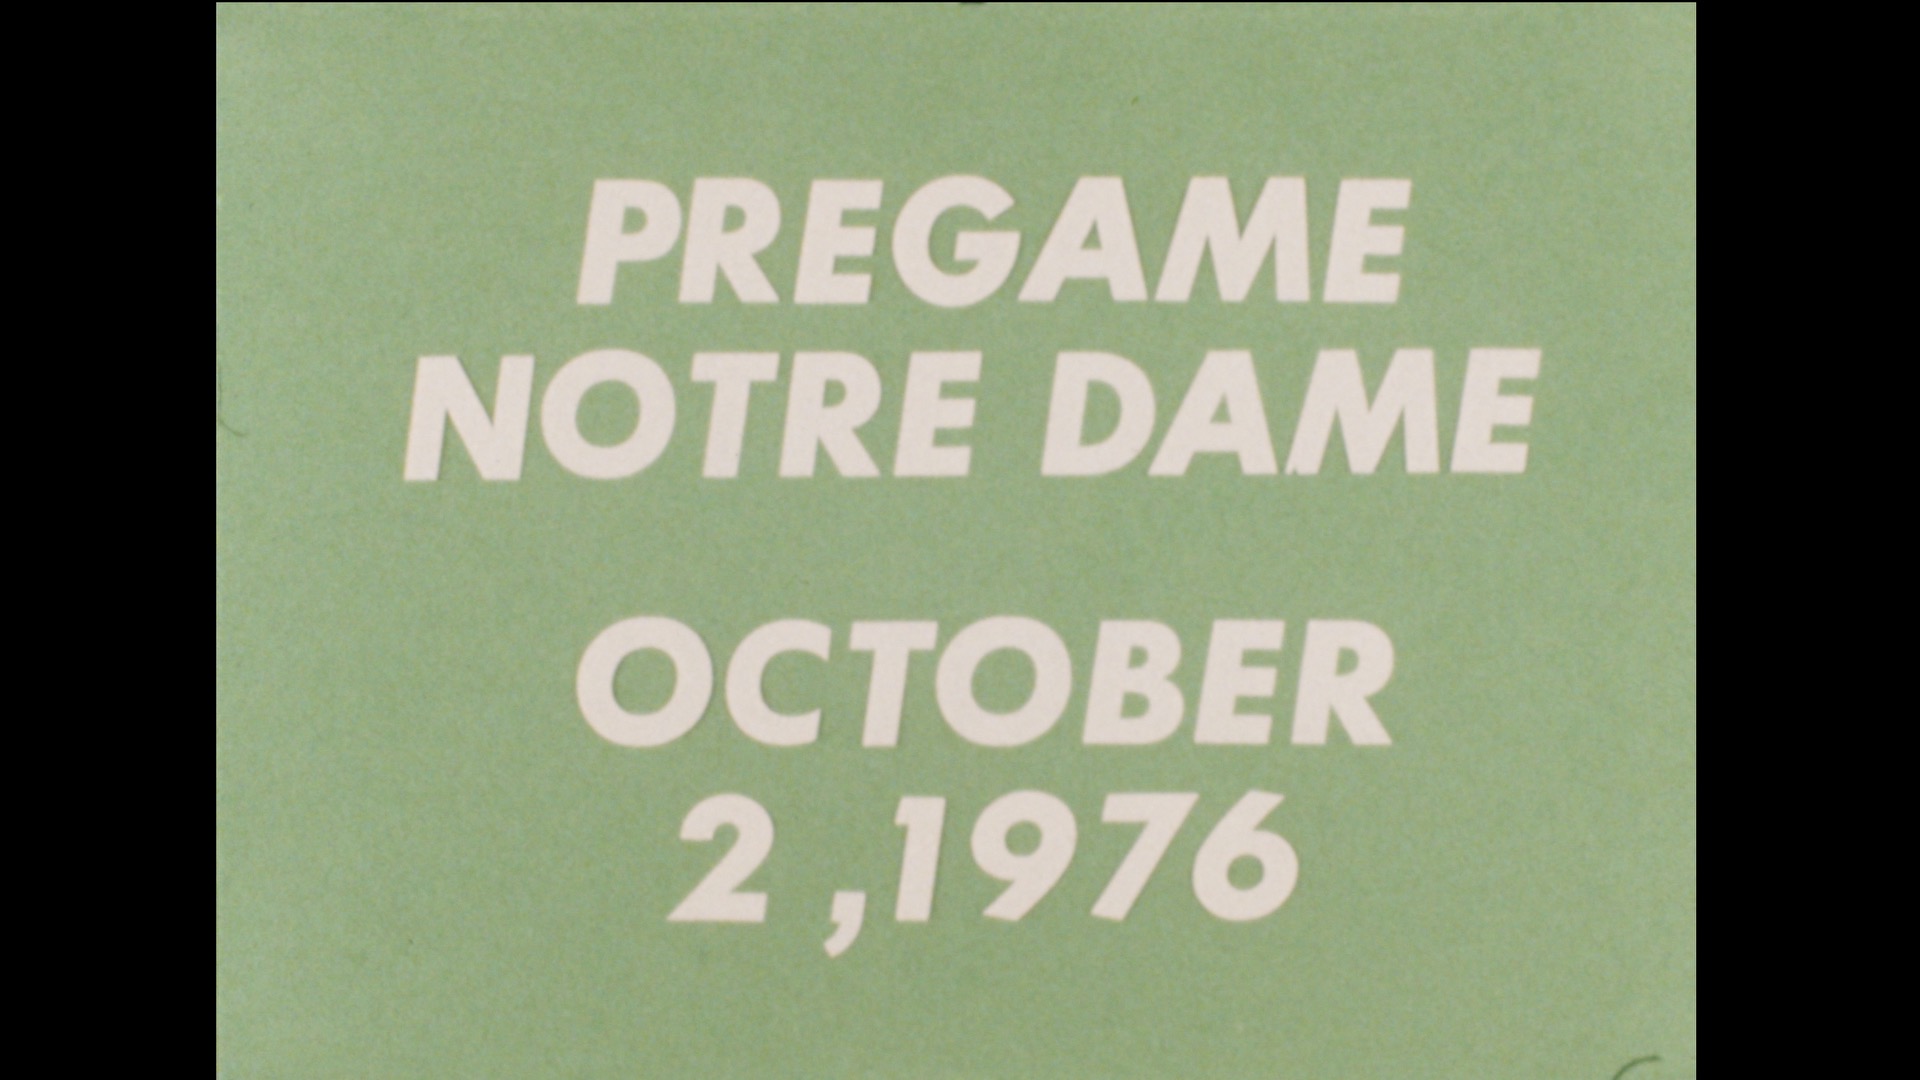 PREGAME
NOTRE DAME
OCTOBER
2 ,1976